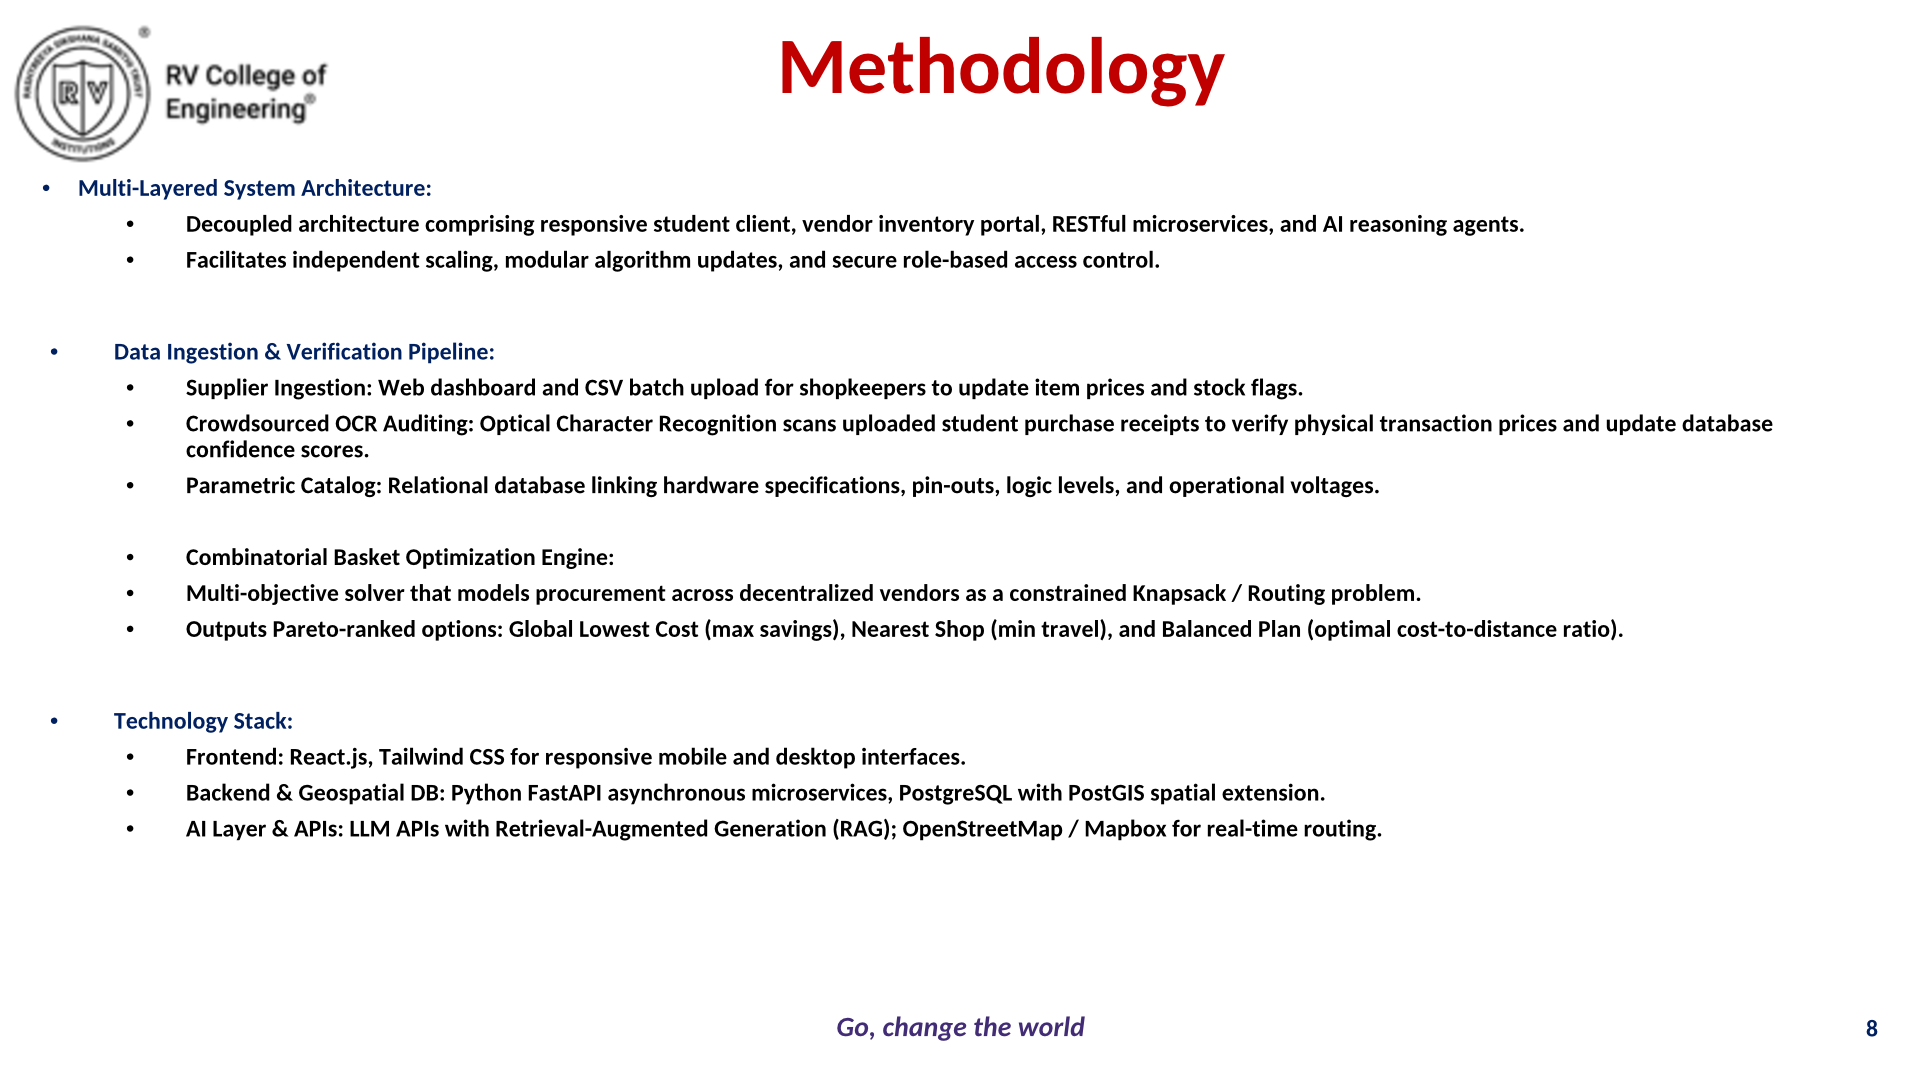 RASHTREEYA SIKSHANA SAMITHI TRUST
RV
INSTITUTIONS
®
RV College of
Engineering®
Methodology
• Multi-Layered System Architecture:
• Decoupled architecture comprising responsive student client, vendor inventory portal, RESTful microservices, and AI reasoning agents.
• Facilitates independent scaling, modular algorithm updates, and secure role-based access control.
• Data Ingestion & Verification Pipeline:
• Supplier Ingestion: Web dashboard and CSV batch upload for shopkeepers to update item prices and stock flags.
• Crowdsourced OCR Auditing: Optical Character Recognition scans uploaded student purchase receipts to verify physical transaction prices and update database
confidence scores.
• Parametric Catalog: Relational database linking hardware specifications, pin-outs, logic levels, and operational voltages.
• Combinatorial Basket Optimization Engine:
• Multi-objective solver that models procurement across decentralized vendors as a constrained Knapsack / Routing problem.
• Outputs Pareto-ranked options: Global Lowest Cost (max savings), Nearest Shop (min travel), and Balanced Plan (optimal cost-to-distance ratio).
• Technology Stack:
• Frontend: React.js, Tailwind CSS for responsive mobile and desktop interfaces.
• Backend & Geospatial DB: Python FastAPI asynchronous microservices, PostgreSQL with PostGIS spatial extension.
• AI Layer & APIs: LLM APIs with Retrieval-Augmented Generation (RAG); OpenStreetMap / Mapbox for real-time routing.
Go, change the world
8